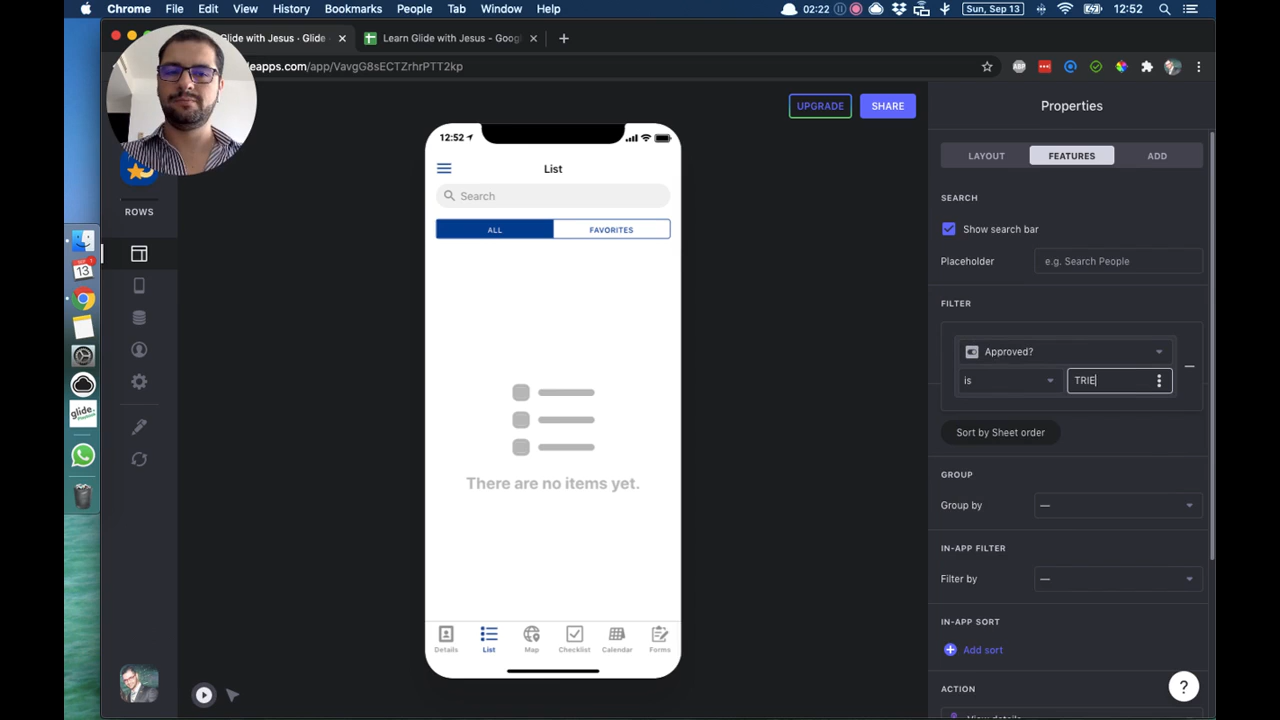 Chrome File Edit View History Bookmarks People Tab Window Help 02:22 Sun, Sep 13 12:52
Glide with Jesus · Glide Learn Glide with Jesus - Goog
leapps.com/app/VavgG8sECTZrhrPTT2kp
UPGRADE SHARE
Properties
LAYOUT FEATURES ADD
SEARCH
Show search bar
Placeholder e.g. Search People
FILTER
Approved?
is TRIE
Sort by Sheet order
GROUP
Group by —
IN-APP FILTER
Filter by —
IN-APP SORT
Add sort
ACTION
View details
ROWS
12:52
List
Search
ALL FAVORITES
There are no items yet.
Details List Map Checklist Calendar Forms
13
glide
?